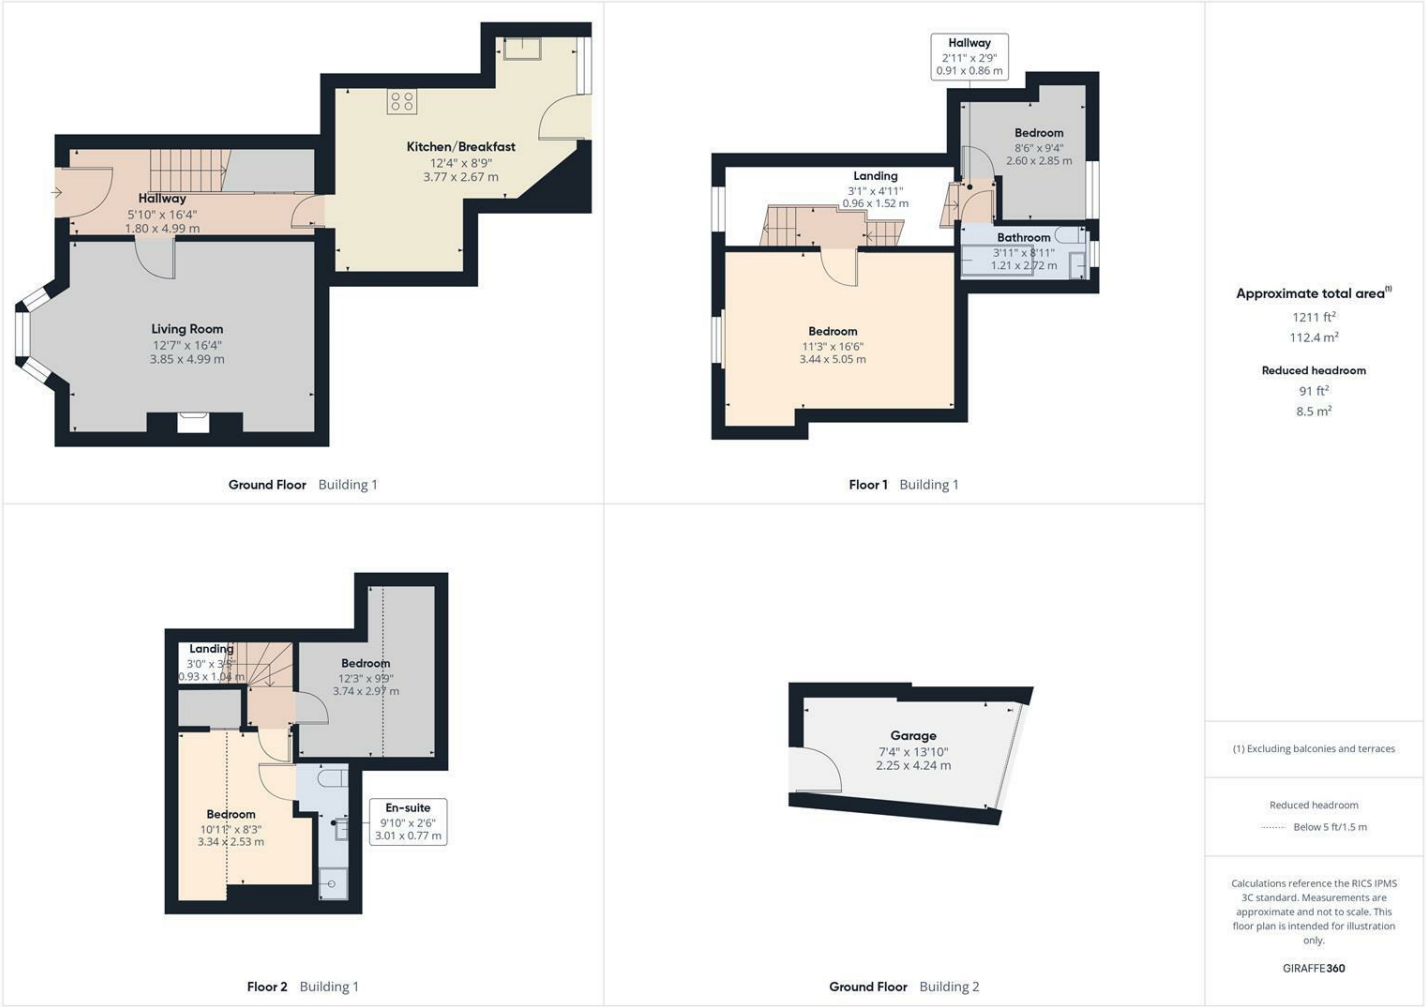 Kitchen/Breakfast
12'4" x 8'9"
3.77 x 2.67 m
Hallway
5'10" x 16'4"
1.80 x 4.99 m
Living Room
12'7" x 16'4"
3.85 x 4.99 m
Ground Floor Building 1
Hallway
2'11" x 2'9"
0.91 x 0.86 m
Bedroom
8'6" x 9'4"
2.60 x 2.85 m
Landing
3'1" x 4'11"
0.96 x 1.52 m
Bathroom
3'11" x 8'11"
1.21 x 2.72 m
Bedroom
11'3" x 16'6"
3.44 x 5.05 m
Floor 1 Building 1
Landing
3'0" x 3'5"
0.93 x 1.04 m
Bedroom
12'3" x 9'9"
3.74 x 2.97 m
Bedroom
10'11" x 8'3"
3.34 x 2.53 m
En-suite
9'10" x 2'6"
3.01 x 0.77 m
Floor 2 Building 1
Garage
7'4" x 13'10"
2.25 x 4.24 m
Ground Floor Building 2
Approximate total area(1)
1211 ft²
112.4 m²
Reduced headroom
91 ft²
8.5 m²
(1) Excluding balconies and terraces
Reduced headroom
Below 5 ft/1.5 m
Calculations reference the RICS IPMS
3C standard. Measurements are
approximate and not to scale. This
floor plan is intended for illustration
only.
GIRAFFE360